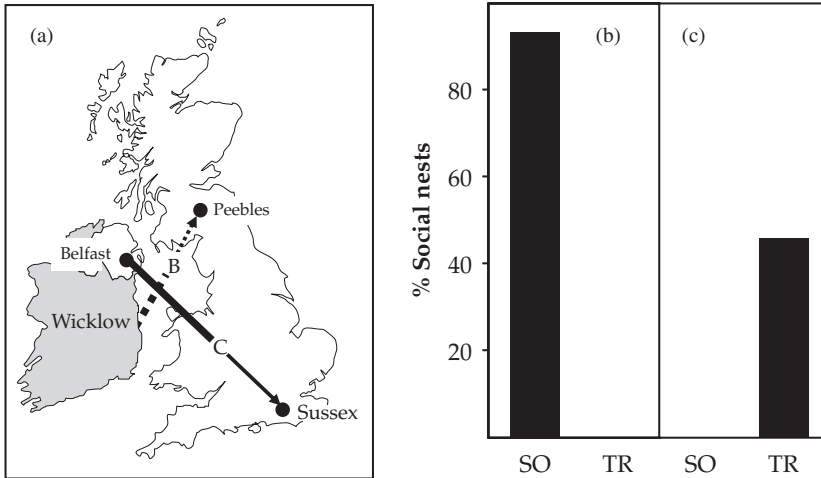 (a)
Peebles
Belfast
B
Wicklow
C
Sussex
% Social nests
80
60
40
20
(b)
(c)
SO
TR
SO
TR